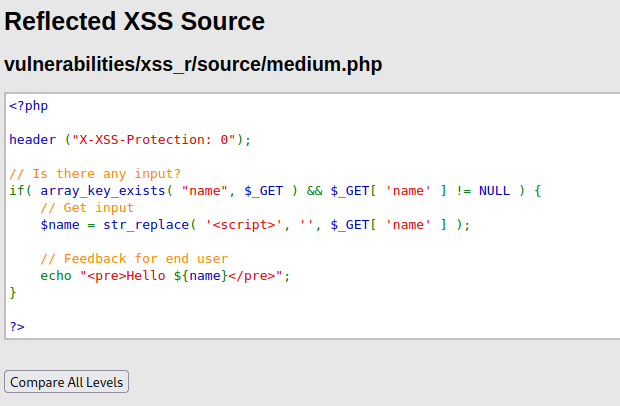 Reflected XSS Source
vulnerabilities/xss_r/source/medium.php
<?php
header ("X-XSS-Protection: 0");
// Is there any input?
if( array_key_exists( "name", $_GET ) && $_GET[ 'name' ] != NULL ) {
    // Get input
    $name = str_replace( '<script>', '', $_GET[ 'name' ] );
    // Feedback for end user
    echo "<pre>Hello ${name}</pre>";
}
?>
Compare All Levels